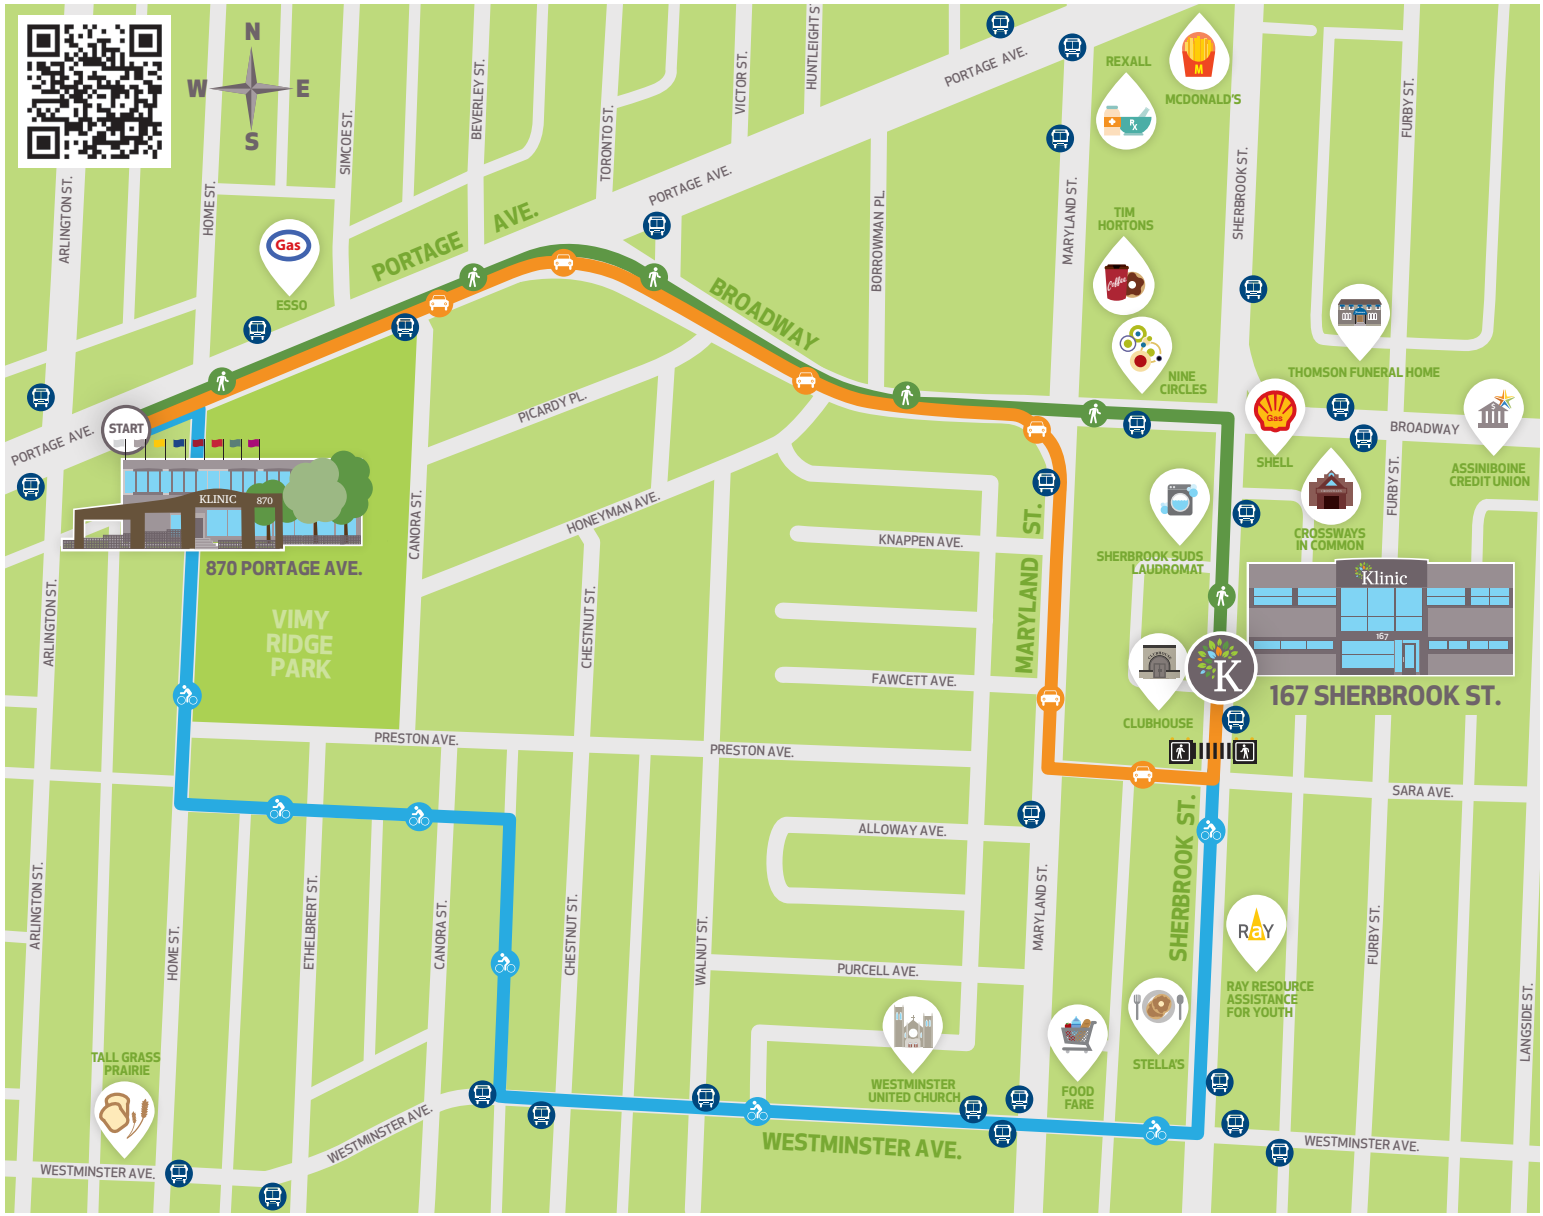 N
W
E
S
ARLINGTON ST.
HOME ST.
SIMCOE ST.
BEVERLEY ST.
TORONTO ST.
VICTOR ST.
HUNTLEIGH S
PORTAGE AVE.
PORTAGE AVE.
PORTAGE AVE.
BROADWAY
BORROWMAN PL.
MARYLAND ST.
SHERBROOK ST.
FURBY ST.
REXALL
RX
M
MCDONALD'S
TIM
HORTONS
Coffee
NINE
CIRCLES
Gas
ESSO
THOMSON FUNERAL HOME
Gas
SHELL
BROADWAY
$
ASSINIBOINE
CREDIT UNION
CROSSWAYS
IN COMMON
FURBY ST.
START
PORTAGE AVE.
KLINIC
870
870 PORTAGE AVE.
VIMY
RIDGE
PARK
PICARDY PL.
HONEYMAN AVE.
CANORA ST.
CHESTNUT ST.
KNAPPEN AVE.
FAWCETT AVE.
MARYLAND ST.
SHERBROOK SUDS
LAUDROMAT
CLUBHOUSE
K
Klinic
167
167 SHERBROOK ST.
ARLINGTON ST.
PRESTON AVE.
PRESTON AVE.
SARA AVE.
ALLOWAY AVE.
ARLINGTON ST.
HOME ST.
ETHELBRERT ST.
CANORA ST.
CHESTNUT ST.
WALNUT ST.
PURCELL AVE.
MARYLAND ST.
SHERBROOK ST.
RaY
RAY RESOURCE
ASSISTANCE
FOR YOUTH
FURBY ST.
LANGSIDE ST.
TALL GRASS
PRAIRIE
WESTMINSTER
UNITED CHURCH
FOOD
FARE
STELLA'S
WESTMINSTER AVE.
WESTMINSTER AVE.
WESTMINSTER AVE.
WESTMINSTER AVE.